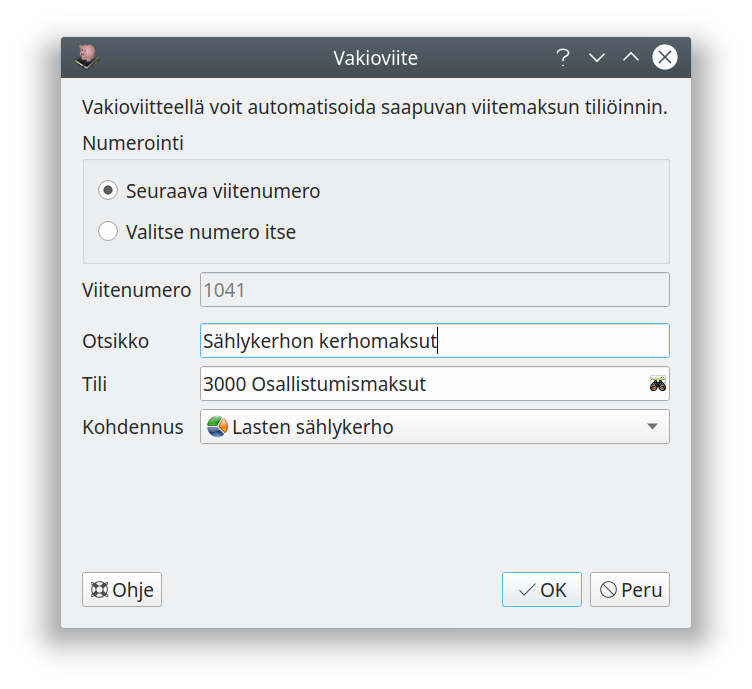 Vakioviite
Vakioviitteellä voit automatisoida saapuvan viitemaksun tiliöinnin.
Numerointi
Seuraava viitenumero
Valitse numero itse
Viitenumero 1041
Otsikko Sählykerhon kerhomaksut
Tili 3000 Osallistumismaksut
Kohdennus Lasten sählykerho
Ohje OK Peru